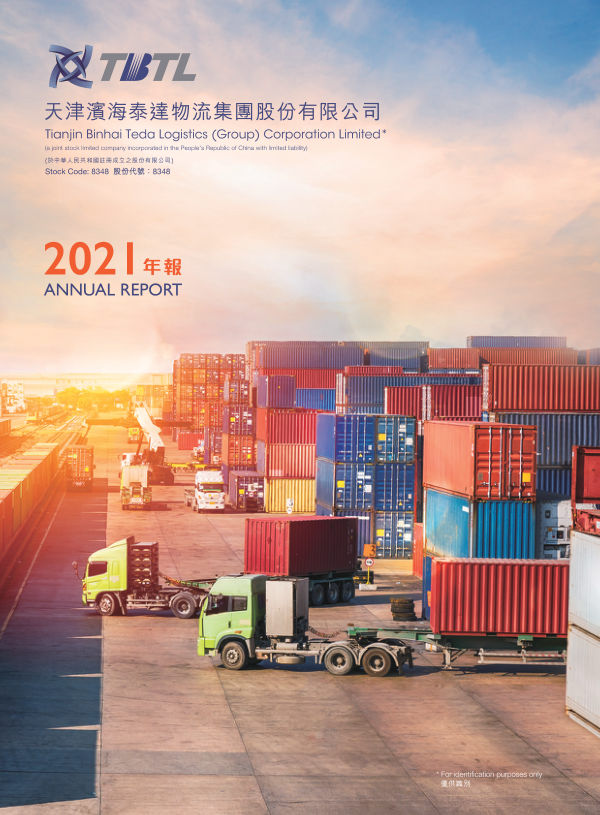 TBTL
天津濱海泰達物流集團股份有限公司
Tianjin Binhai Teda Logistics (Group) Corporation Limited*
(a joint stock limited company incorporated in the People's Republic of China with limited liability)
(於中華人民共和國註冊成立之股份有限公司)
Stock Code: 8348 股份代號：8348
2021年報
ANNUAL REPORT
3
* For identification purposes only
僅供識別